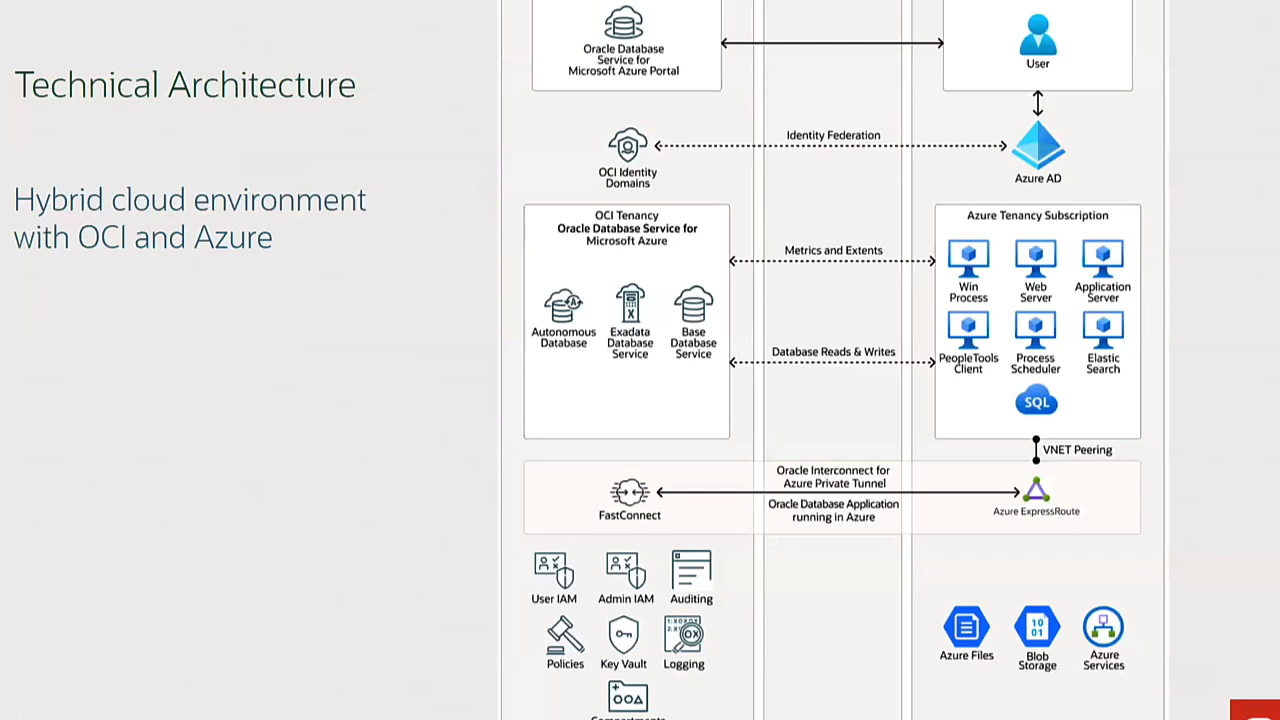 Technical Architecture
Hybrid cloud environment
with OCI and Azure
Oracle Database
Service for
Microsoft Azure Portal
User
Identity Federation
OCI Identity
Domains
Azure AD
OCI Tenancy
Oracle Database Service for
Microsoft Azure
Azure Tenancy Subscription
Metrics and Extents
Win
Process
Web
Server
Application
Server
Autonomous
Database
Exadata
Database
Service
Base
Database
Service
Database Reads & Writes
PeopleTools
Client
Process
Scheduler
Elastic
Search
SQL
VNET Peering
Oracle Interconnect for
Azure Private Tunnel
FastConnect
Oracle Database Application
running in Azure
Azure ExpressRoute
User IAM
Admin IAM
Auditing
Policies
Key Vault
Logging
Azure Files
Blob
Storage
Azure
Services